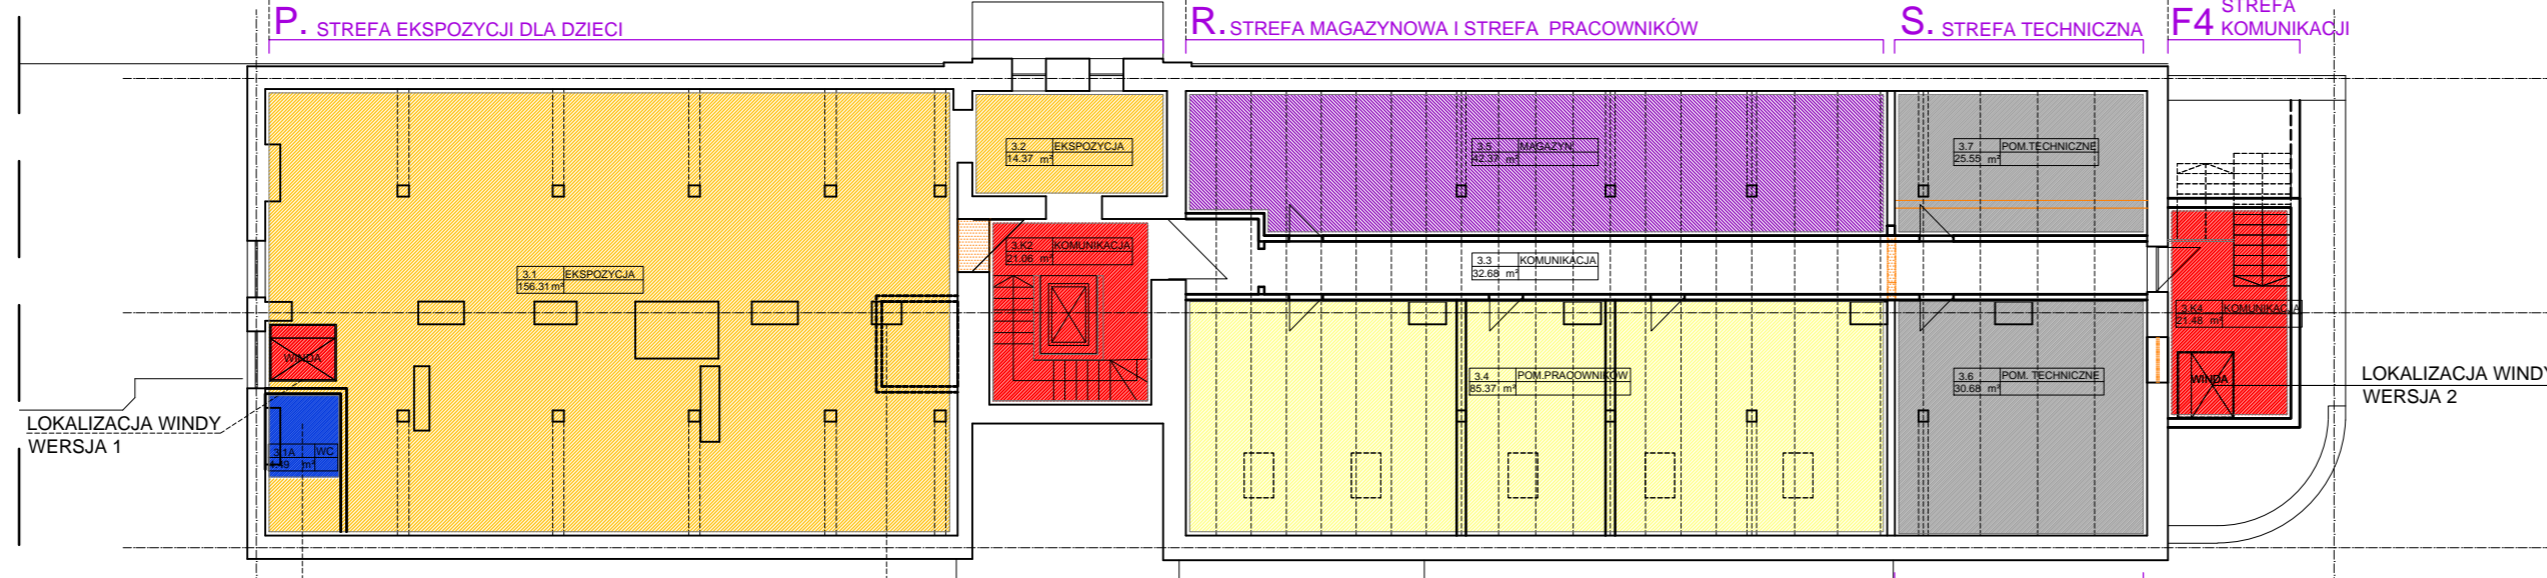 P. STREFA EKSPOZYCJI DLA DZIECI
R. STREFA MAGAZYNOWA I STREFA PRACOWNIKÓW
S. STREFA TECHNICZNA
F4 STREFA
KOMUNIKACJI
3.2 EKSPOZYCJA
14.37 m²
3.5 MAGAZYN
42.37 m²
3.7 POM.TECHNICZNE
25.55 m²
3.K2 KOMUNIKACJA
21.06 m²
3.1 EKSPOZYCJA
156.31 m²
3.3 KOMUNIKACJA
32.68 m²
3.K4 KOMUNIKACJA
21.48 m²
WINDA
3.4 POM.PRACOWNIKÓW
85.37 m²
3.6 POM. TECHNICZNE
30.68 m²
WINDA
LOKALIZACJA WINDY
WERSJA 2
LOKALIZACJA WINDY
WERSJA 1
3.1A WC
m²